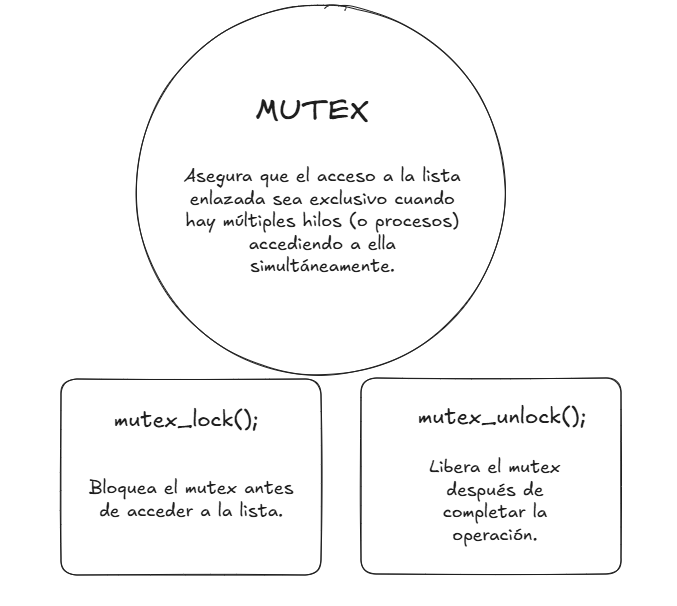 MUTEX
Asegura que el acceso a la lista
enlazada sea exclusivo cuando
hay múltiples hilos (o procesos)
accediendo a ella
simultáneamente.
mutex_lock();
Bloquea el mutex antes
de acceder a la lista.
mutex_unlock();
Libera el mutex
después de
completar la
operación.